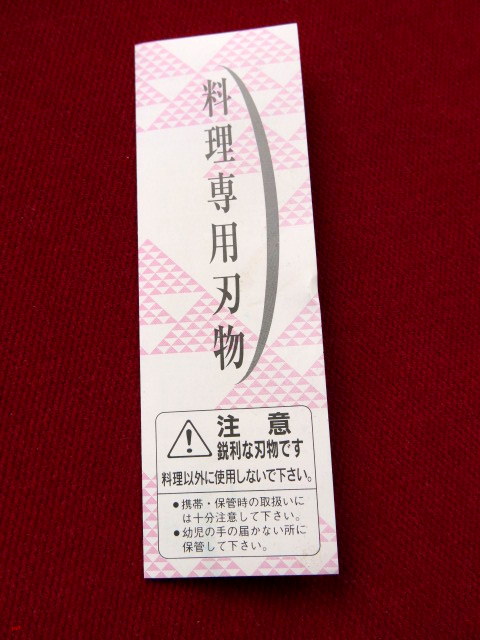 料理専用刃物
注意
鋭利な刃物です
料理以外に使用しないで下さい。
●携帯・保管時の取扱いに
は十分注意して下さい。
●幼児の手の届かない所に
保管して下さい。